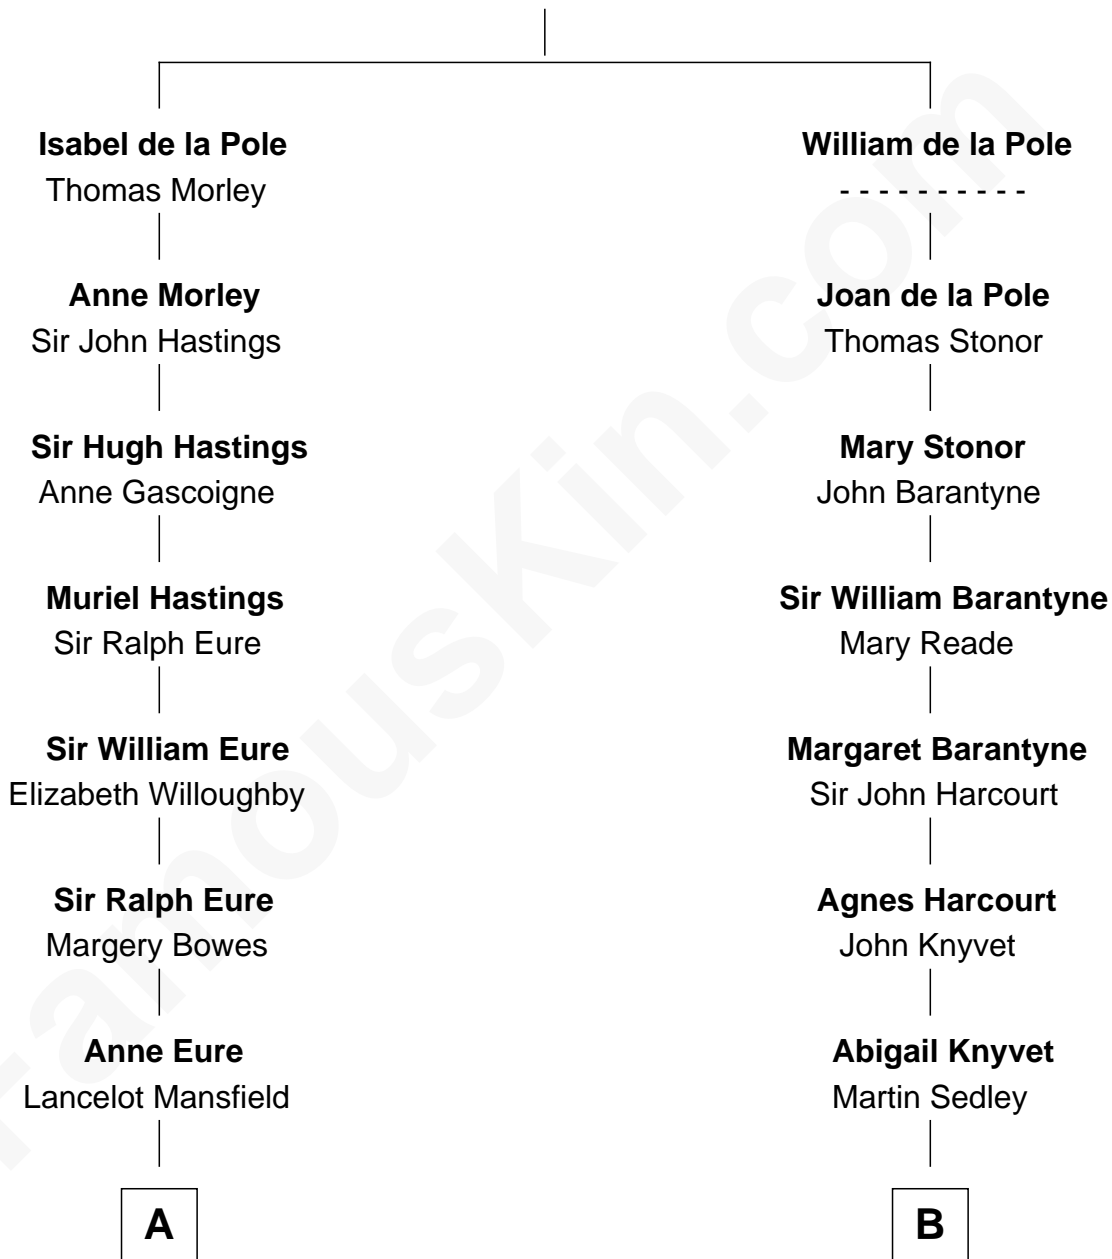 Isabel de la Pole
Thomas Morley
Anne Morley
Sir John Hastings
Sir Hugh Hastings
Anne Gascoigne
Muriel Hastings
Sir Ralph Eure
Sir William Eure
Elizabeth Willoughby
Sir Ralph Eure
Margery Bowes
Anne Eure
Lancelot Mansfield
A
William de la Pole
- - - - - - - - - -
Joan de la Pole
Thomas Stonor
Mary Stonor
John Barantyne
Sir William Barantyne
Mary Reade
Margaret Barantyne
Sir John Harcourt
Agnes Harcourt
John Knyvet
Abigail Knyvet
Martin Sedley
B
FamousKin.com